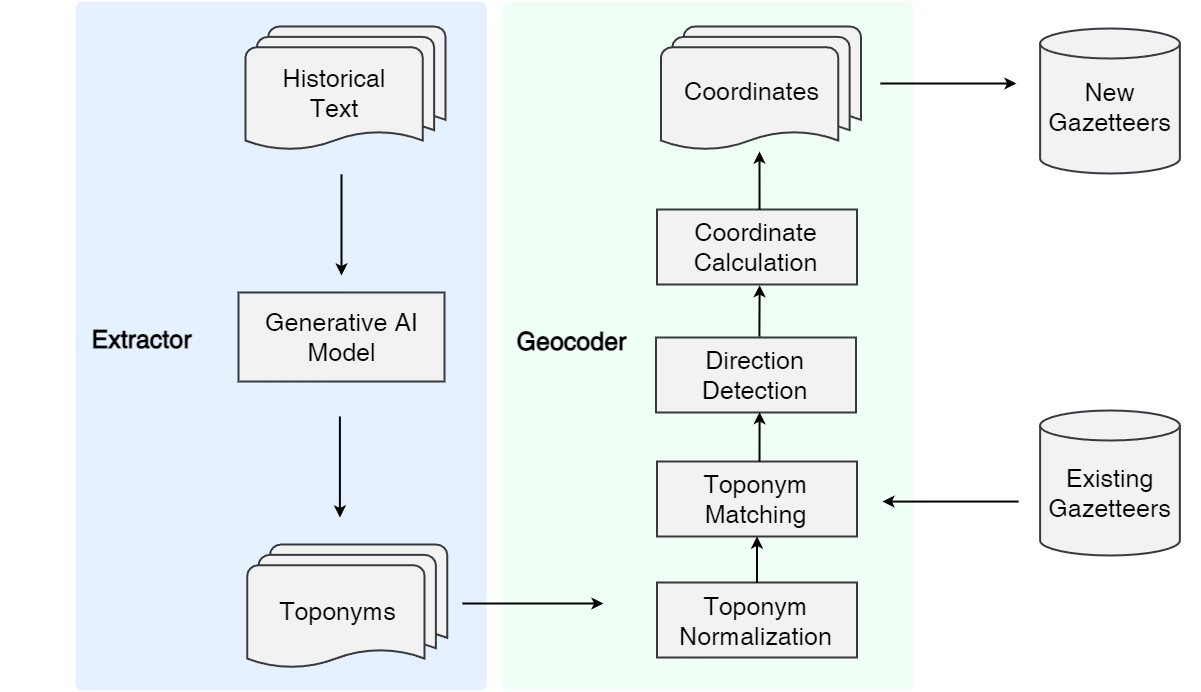 Historical
Text
Generative AI
Model
Extractor
Toponyms
Coordinates
Coordinate
Calculation
Geocoder
Direction
Detection
Toponym
Matching
Toponym
Normalization
New
Gazetteers
Existing
Gazetteers